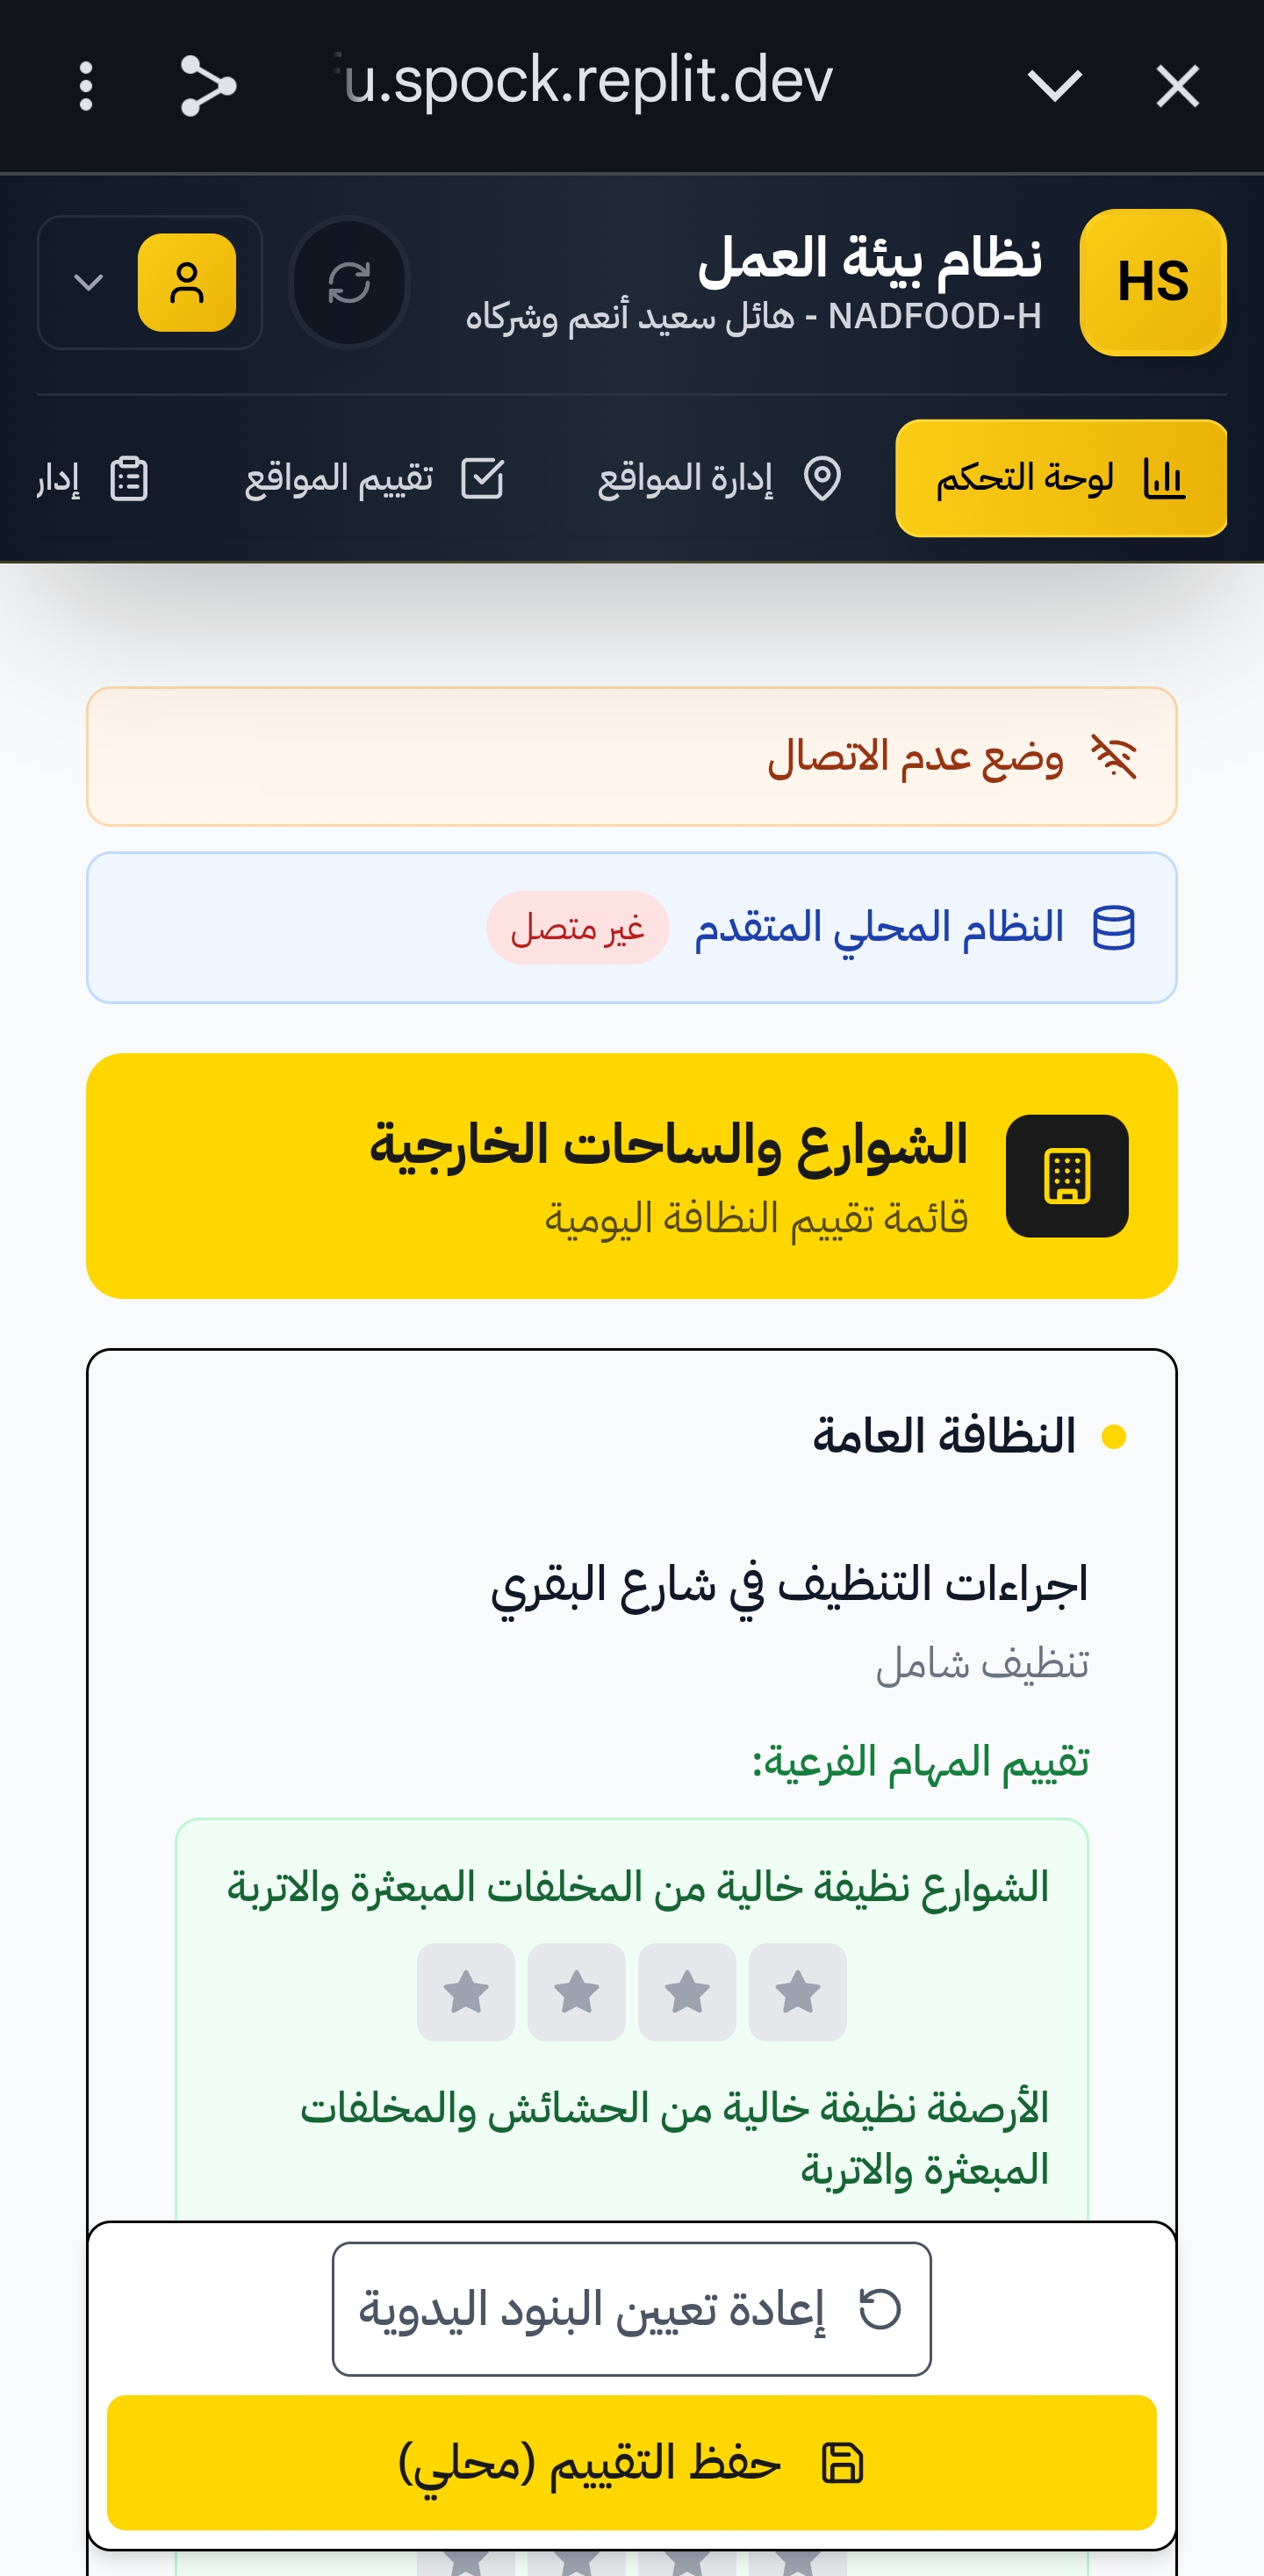 u.spock.replit.dev
HS
نظام بيئة العمل
NADFOOD-H - هائل سعيد أنعم وشركاه
لوحة التحكم
إدارة المواقع
تقييم المواقع
إدار
وضع عدم الاتصال
النظام المحلي المتقدم
غير متصل
الشوارع والساحات الخارجية
قائمة تقييم النظافة اليومية
النظافة العامة
اجراءات التنظيف في شارع البقري
تنظيف شامل
تقييم المهام الفرعية:
الشوارع نظيفة خالية من المخلفات المبعثرة والاتربة
الأرصفة نظيفة خالية من الحشائش والمخلفات
المبعثرة والاتربة
إعادة تعيين البنود اليدوية
حفظ التقييم (محلي)